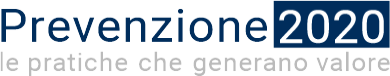 Prevenzione 2020
le pratiche che generano valore